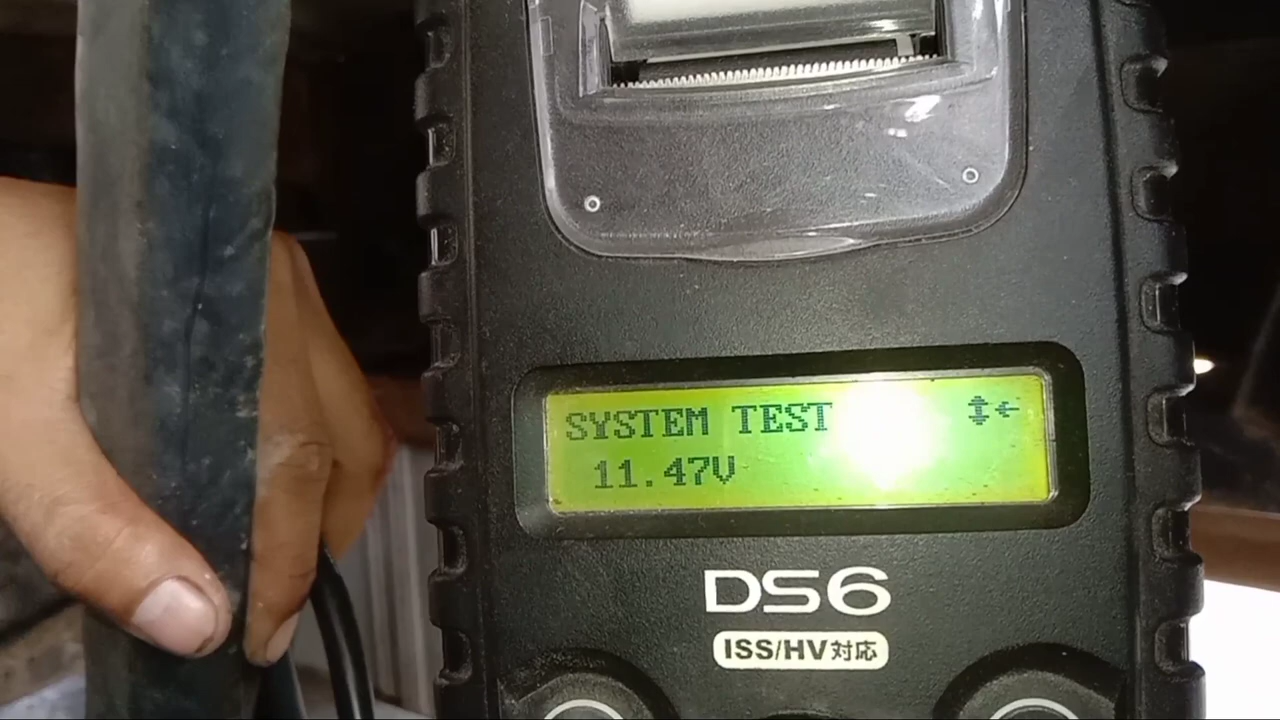 SYSTEM TEST ↕←
11.47V
DS6
ISS/HV対応